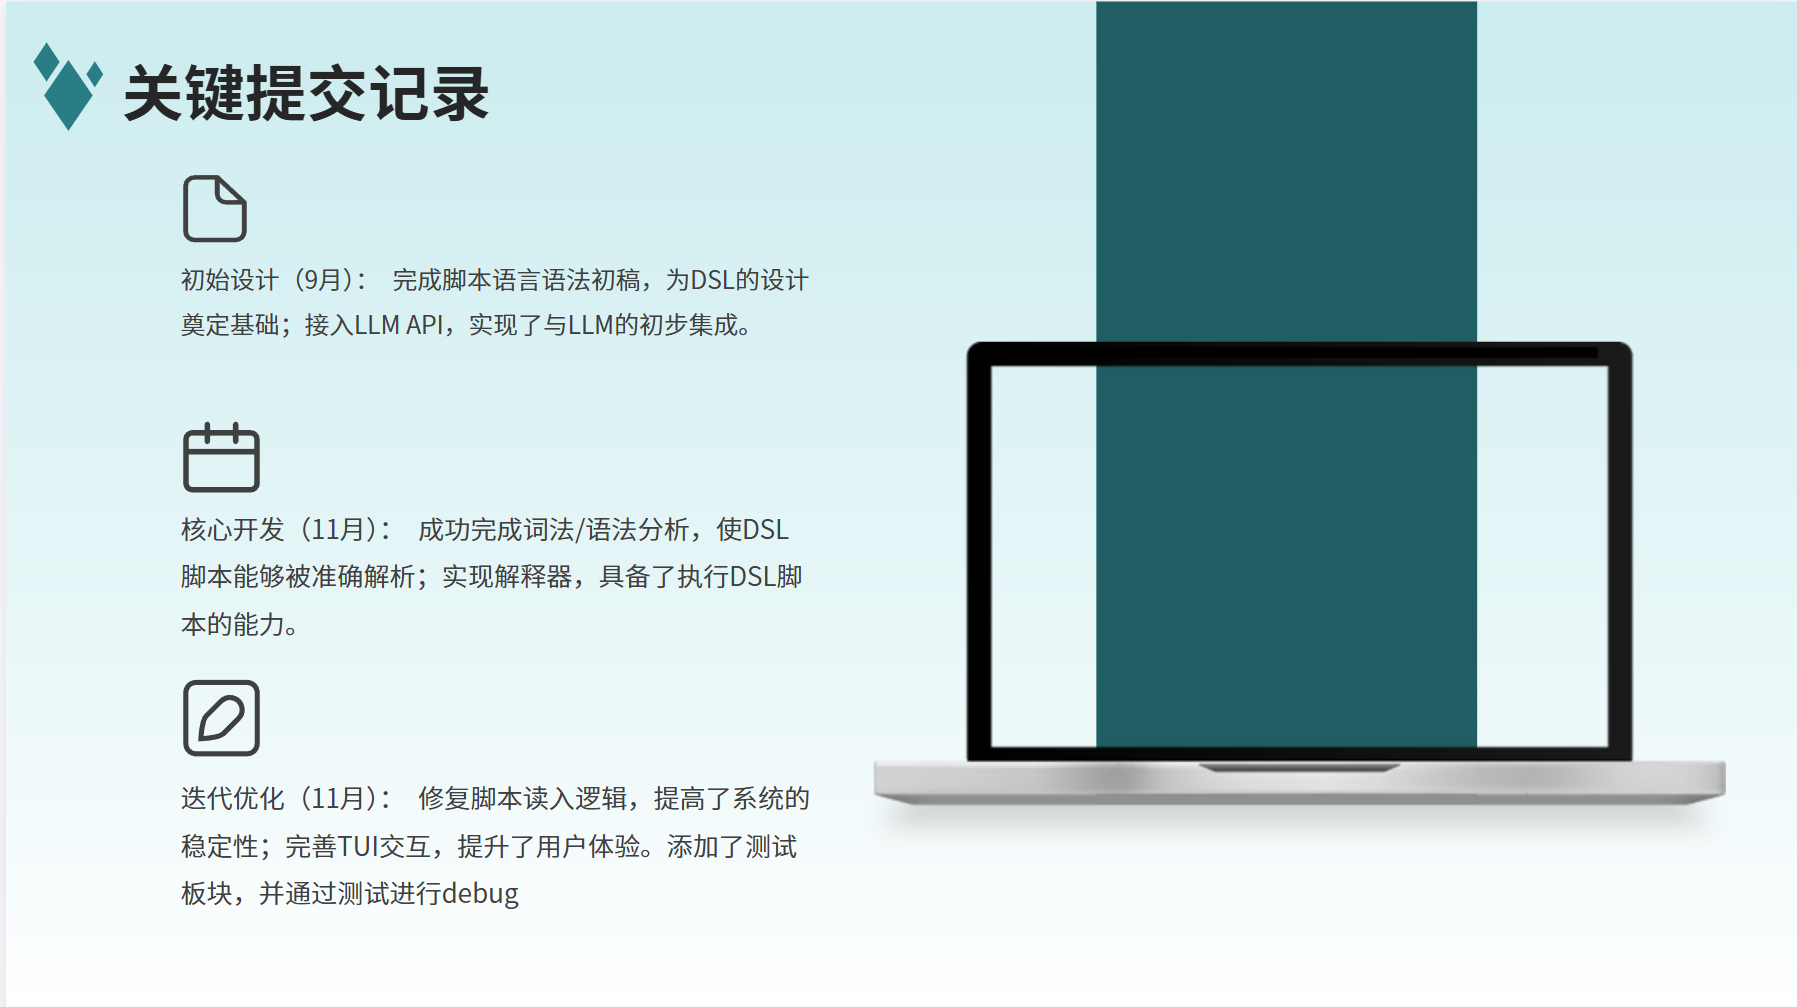 关键提交记录
初始设计（9月）： 完成脚本语言语法初稿，为DSL的设计
奠定基础；接入LLM API，实现了与LLM的初步集成。
核心开发（11月）： 成功完成词法/语法分析，使DSL
脚本能够被准确解析；实现解释器，具备了执行DSL脚
本的能力。
迭代优化（11月）： 修复脚本读入逻辑，提高了系统的
稳定性；完善TUI交互，提升了用户体验。添加了测试
板块，并通过测试进行debug